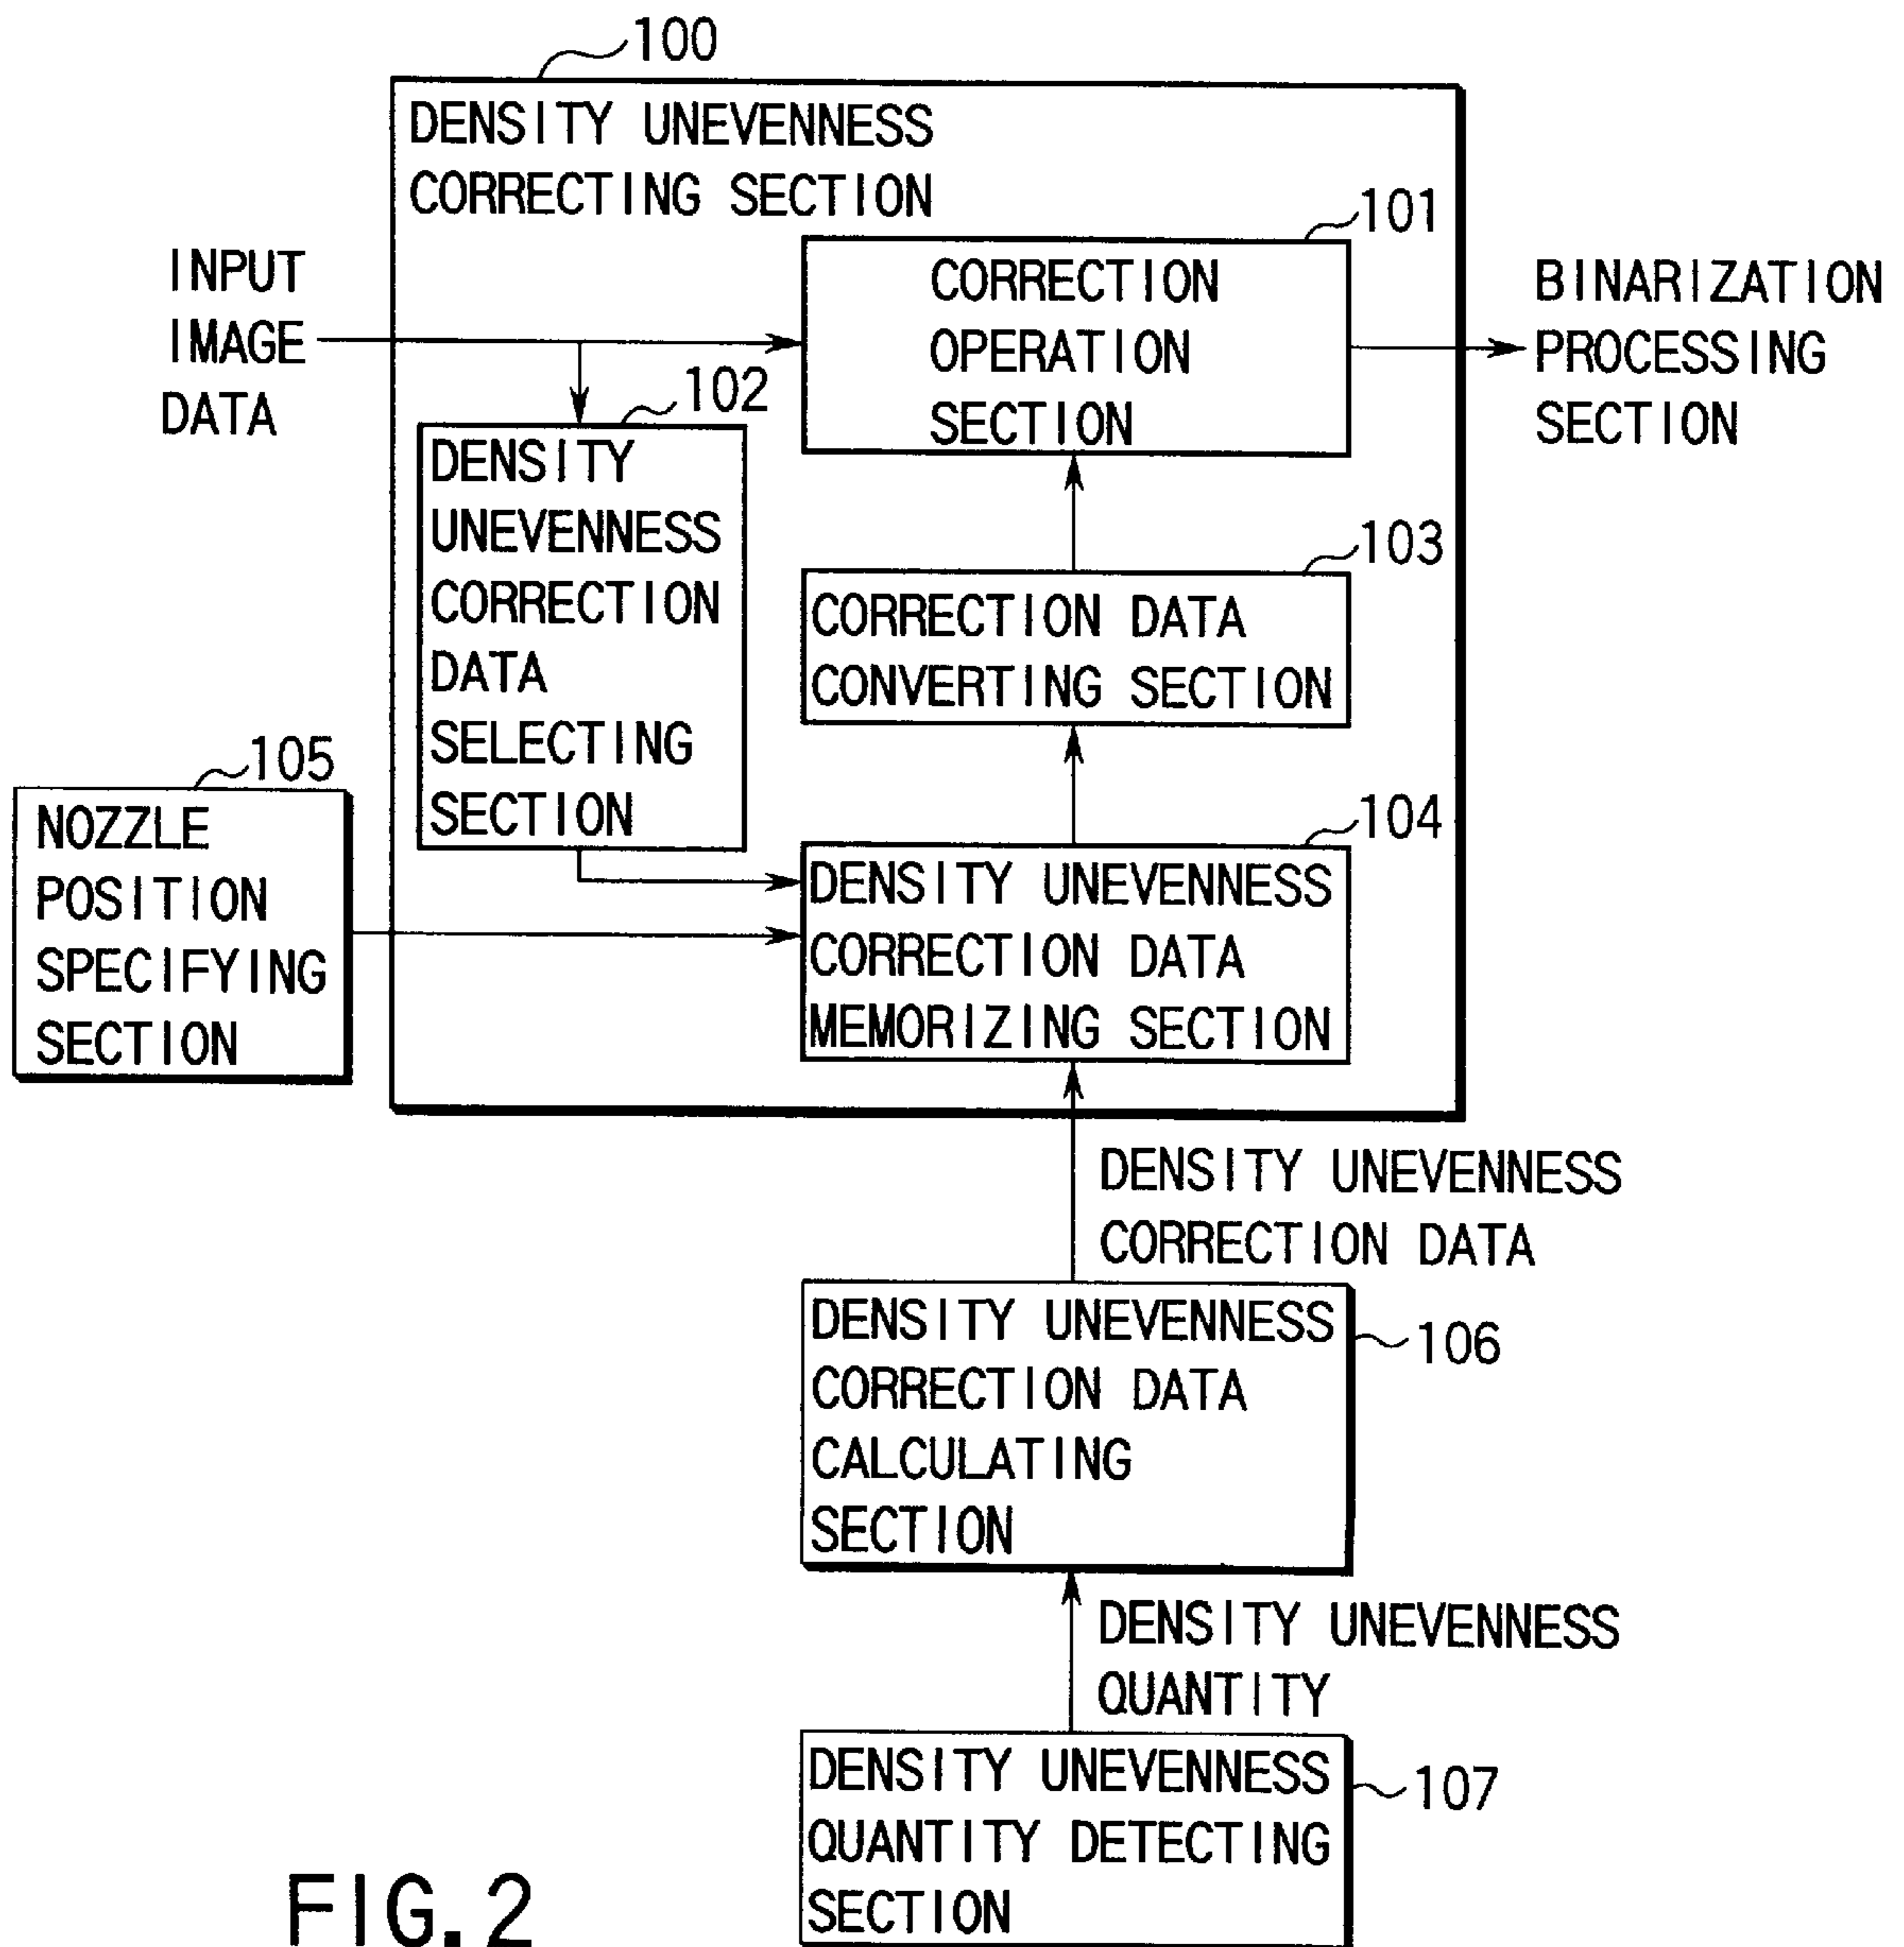 100
DENSITY UNEVENNESS
CORRECTING SECTION
101
INPUT
IMAGE
DATA
CORRECTION
OPERATION
SECTION
BINARIZATION
PROCESSING
SECTION
102
DENSITY
UNEVENNESS
CORRECTION
DATA
SELECTING
SECTION
103
CORRECTION DATA
CONVERTING SECTION
105
NOZZLE
POSITION
SPECIFYING
SECTION
104
DENSITY UNEVENNESS
CORRECTION DATA
MEMORIZING SECTION
DENSITY UNEVENNESS
CORRECTION DATA
DENSITY UNEVENNESS
CORRECTION DATA
CALCULATING
SECTION
106
DENSITY UNEVENNESS
QUANTITY
DENSITY UNEVENNESS
QUANTITY DETECTING
SECTION
107
FIG.2